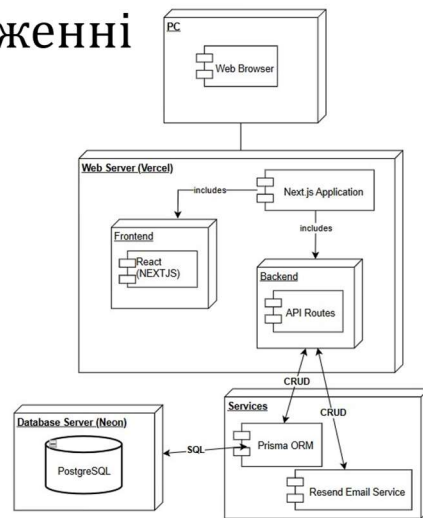 женні
PC
Web Browser
Web Server (Vercel)
Next.js Application
includes
includes
Frontend
React
(NEXTJS)
Backend
API Routes
CRUD
CRUD
Services
Prisma ORM
Resend Email Service
SQL
Database Server (Neon)
PostgreSQL